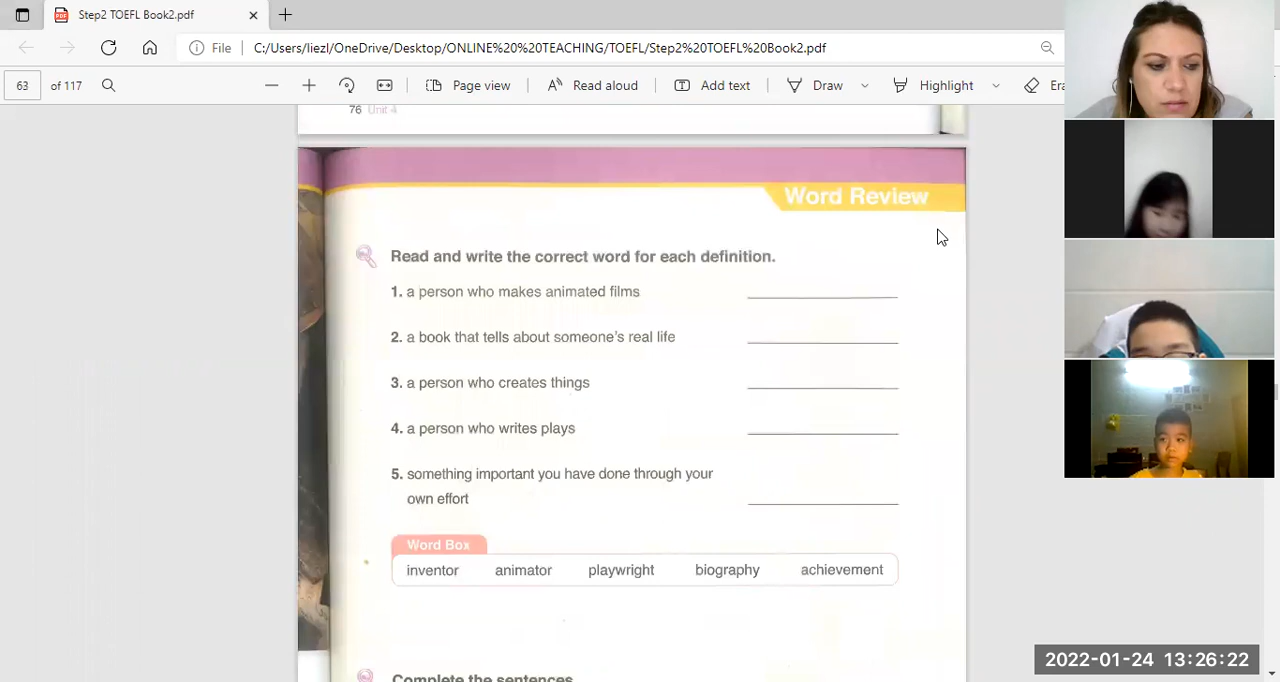 Step2 TOEFL Book2.pdf
File C:/Users/liezl/OneDrive/Desktop/ONLINE%20%20TEACHING/TOEFL/Step2%20TOEFL%20Book2.pdf
63 of 117 Page view Read aloud Add text Draw Highlight
76 Unit 4
Word Review
Read and write the correct word for each definition.
1. a person who makes animated films
2. a book that tells about someone's real life
3. a person who creates things
4. a person who writes plays
5. something important you have done through your
own effort
Word Box
inventor animator playwright biography achievement
Complete the sentences
2022-01-24 13:26:22